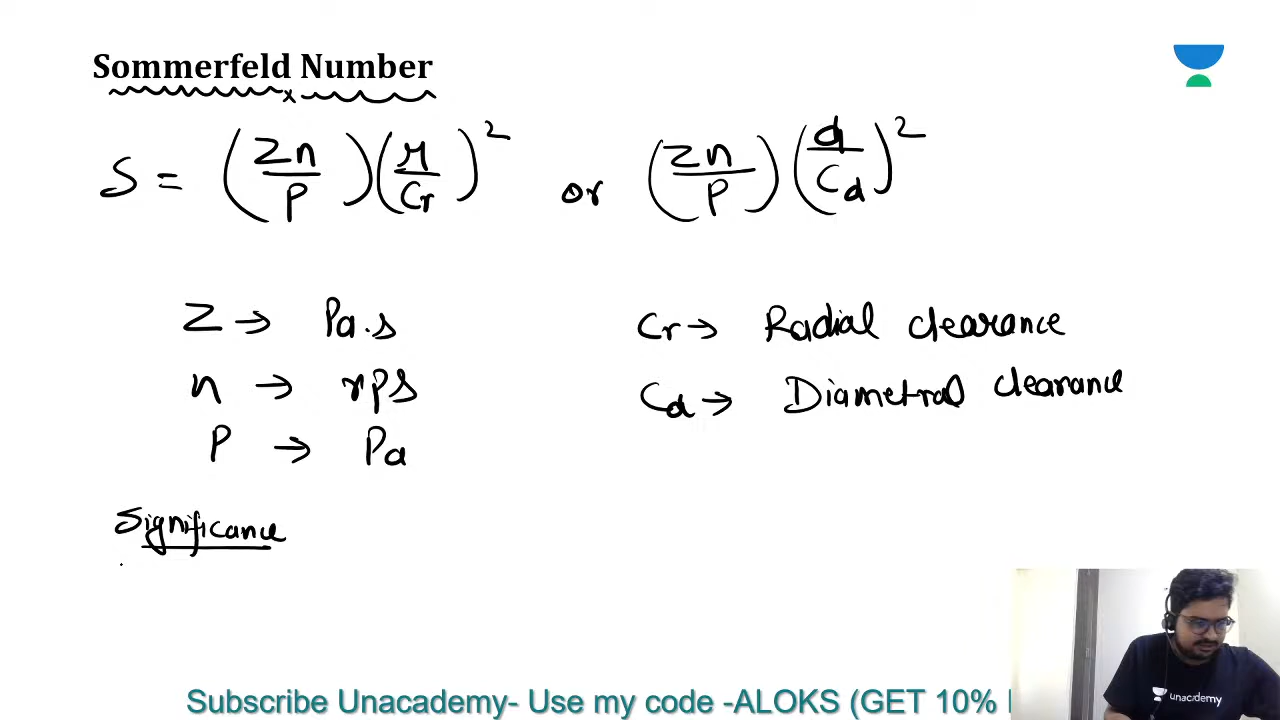 Sommerfeld Number
S = (Zn/P)(r/Cr)² or (Zn/P)(d/Cd)²
Z → Pa.s
Cr → Radial clearance
n → rps
Cd → Diametral clearance
P → Pa
Significance
unacademy
Subscribe Unacademy- Use my code -ALOKS (GET 10%